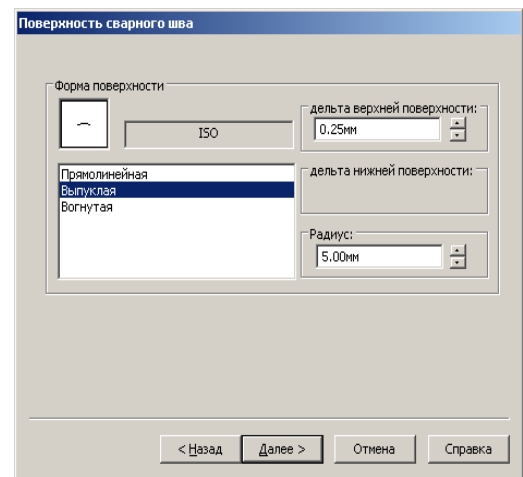 Поверхность сварного шва
Форма поверхности
ISO
Прямолинейная
Выпуклая
Вогнутая
дельта верхней поверхности:
0.25мм
дельта нижней поверхности:
Радиус:
5.00мм
< Назад
Далее >
Отмена
Справка